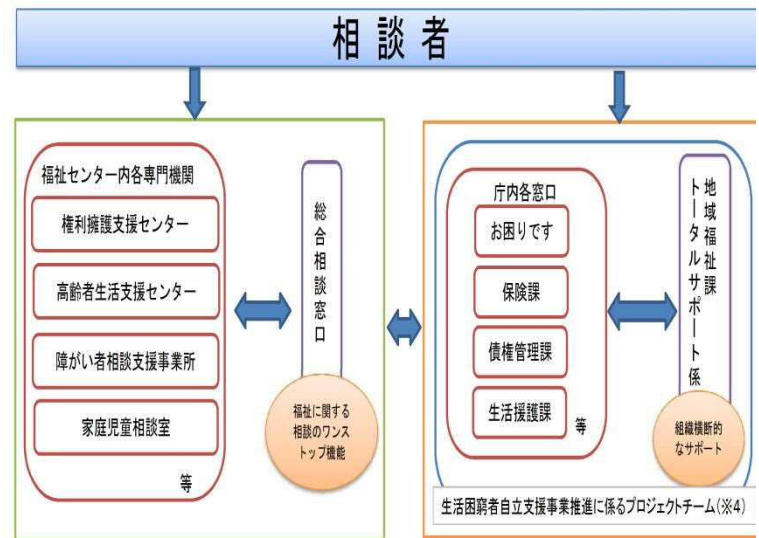 相談者
福祉センター内各専門機関
権利擁護支援センター
高齢者生活支援センター
障がい者相談支援事業所
家庭児童相談室
等
総合相談窓口
福祉に関する
相談のワンス
トップ機能
庁内各窓口
お困りです
保険課
債権管理課
生活援護課
等
地域福祉課
トータルサポート係
組織横断的
なサポート
生活困窮者自立支援事業推進に係るプロジェクトチーム(※4)